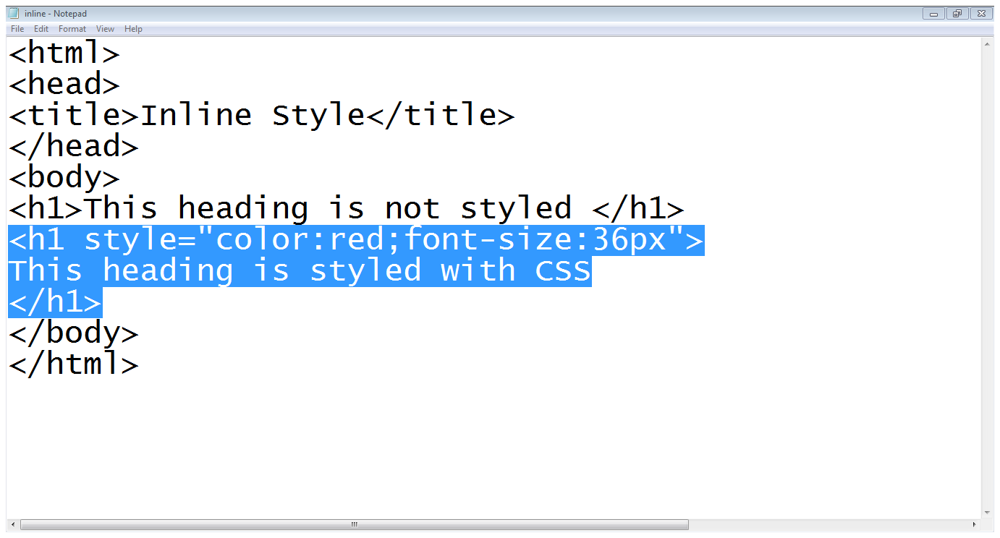 inline - Notepad
File Edit Format View Help
<html>
<head>
<title>Inline Style</title>
</head>
<body>
<h1>This heading is not styled </h1>
<h1 style="color:red;font-size:36px">
This heading is styled with CSS
</h1>
</body>
</html>